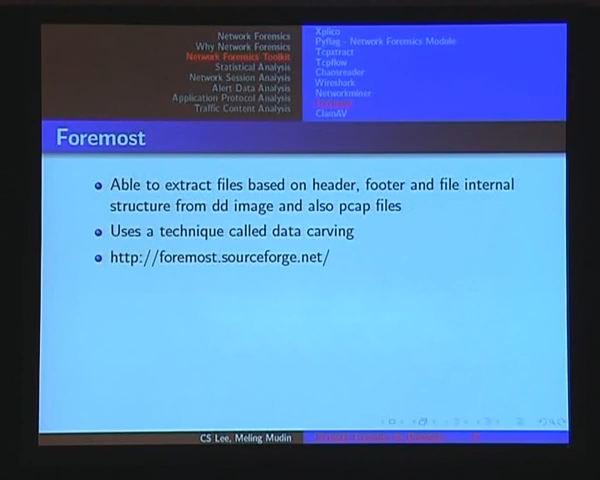 Network Forensics
Why Network Forensics
Network Forensics Toolkit
Statistical Analysis
Network Session Analysis
Alert Data Analysis
Application Protocol Analysis
Traffic Content Analysis
Xplico
Pyflag - Network Forensics Module
Tcpxtract
Tcpflow
Chaosreader
Wireshark
Networkminer
Foremost
ClamAV
Foremost
Able to extract files based on header, footer and file internal
structure from dd image and also pcap files
Uses a technique called data carving
http://foremost.sourceforge.net/
CS Lee, Meling Mudin